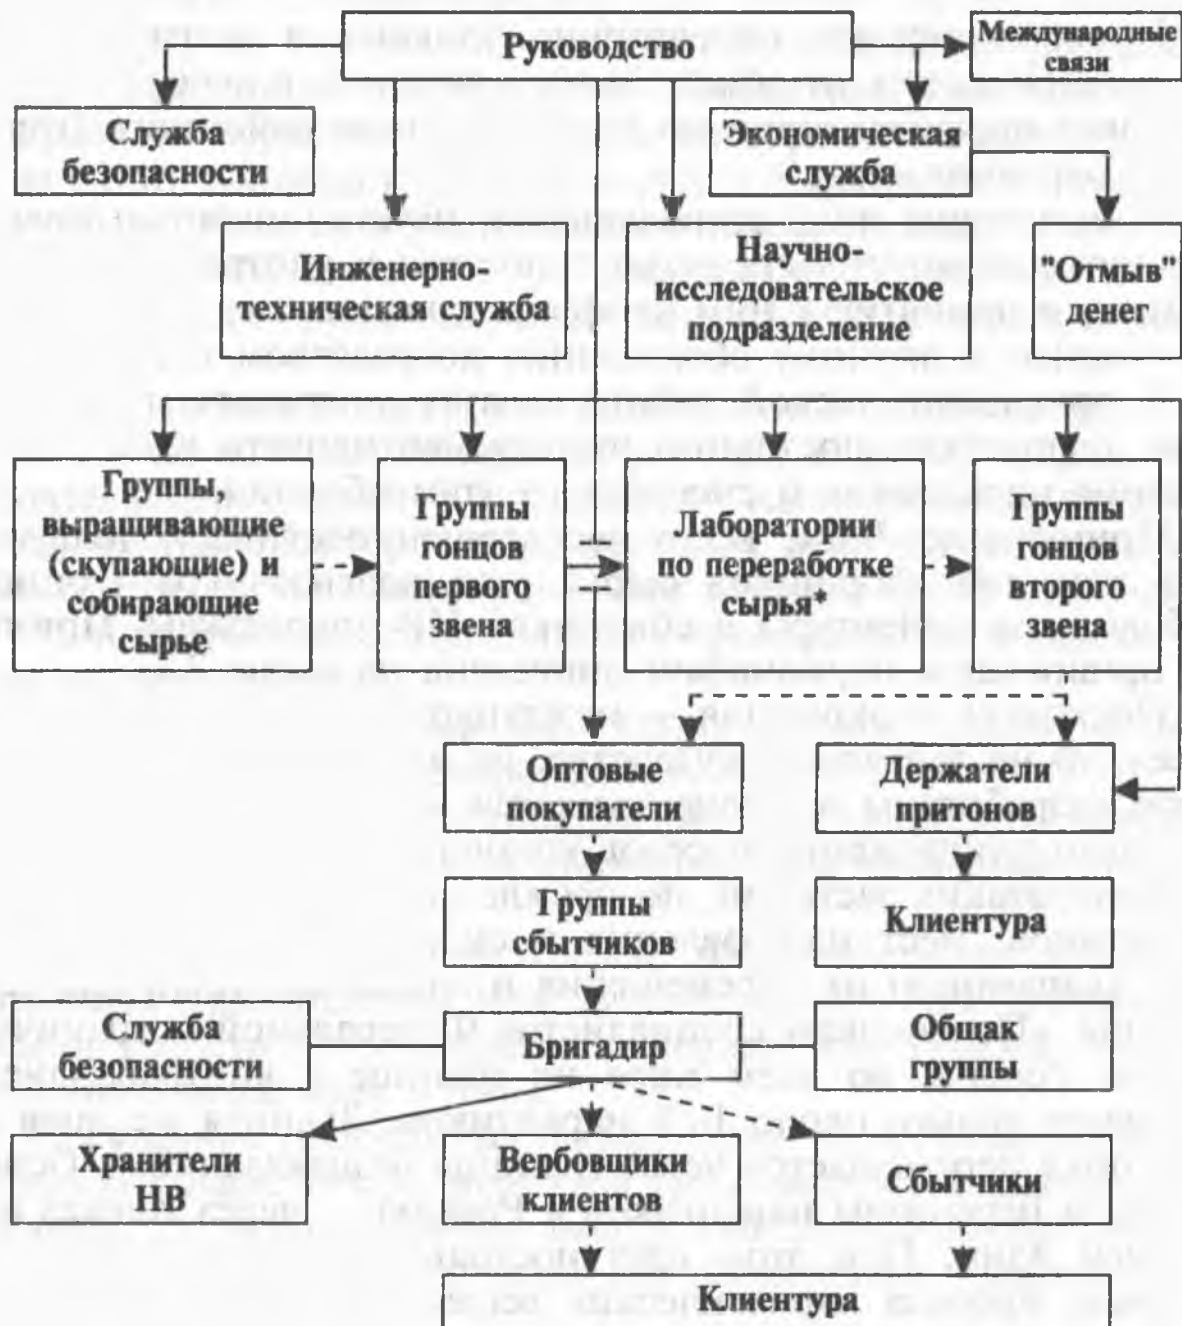 Руководство
Международные
связи
Служба
безопасности
Экономическая
служба
Инженерно-
техническая служба
Научно-
исследовательское
подразделение
"Отмыв"
денег
Группы,
выращивающие
(скупающие) и
собирающие
сырье
Группы
гонцов
первого
звена
Лаборатории
по переработке
сырья*
Группы
гонцов
второго
звена
Оптовые
покупатели
Держатели
притонов
Группы
сбытчиков
Клиентура
Служба
безопасности
Бригадир
Общак
группы
Хранители
НВ
Вербовщики
клиентов
Сбытчики
Клиентура